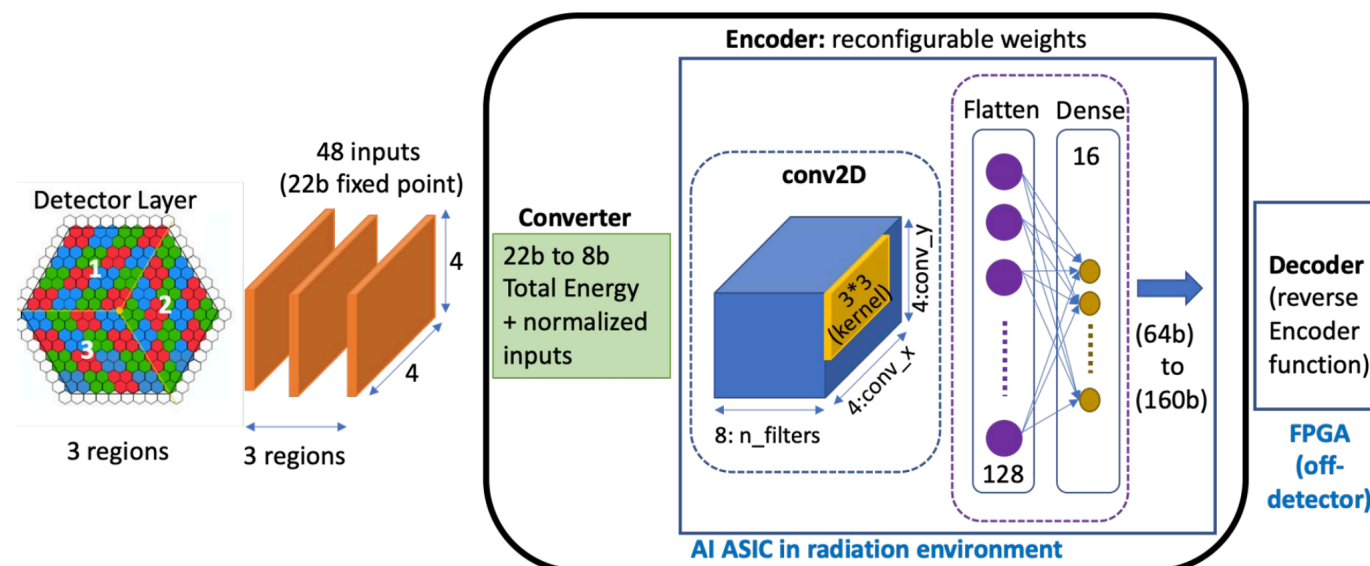 Encoder: reconfigurable weights
Flatten
Dense
48 inputs
(22b fixed point)
16
conv2D
Detector Layer
Converter
1
2
3
4
4
3 regions
3 regions
22b to 8b
Total Energy
+ normalized
inputs
3*3
(kernel)
4:conv_y
4:conv_x
8: n_filters
128
(64b)
to
(160b)
Decoder
(reverse
Encoder
function)
FPGA
(off-
detector)
AI ASIC in radiation environment